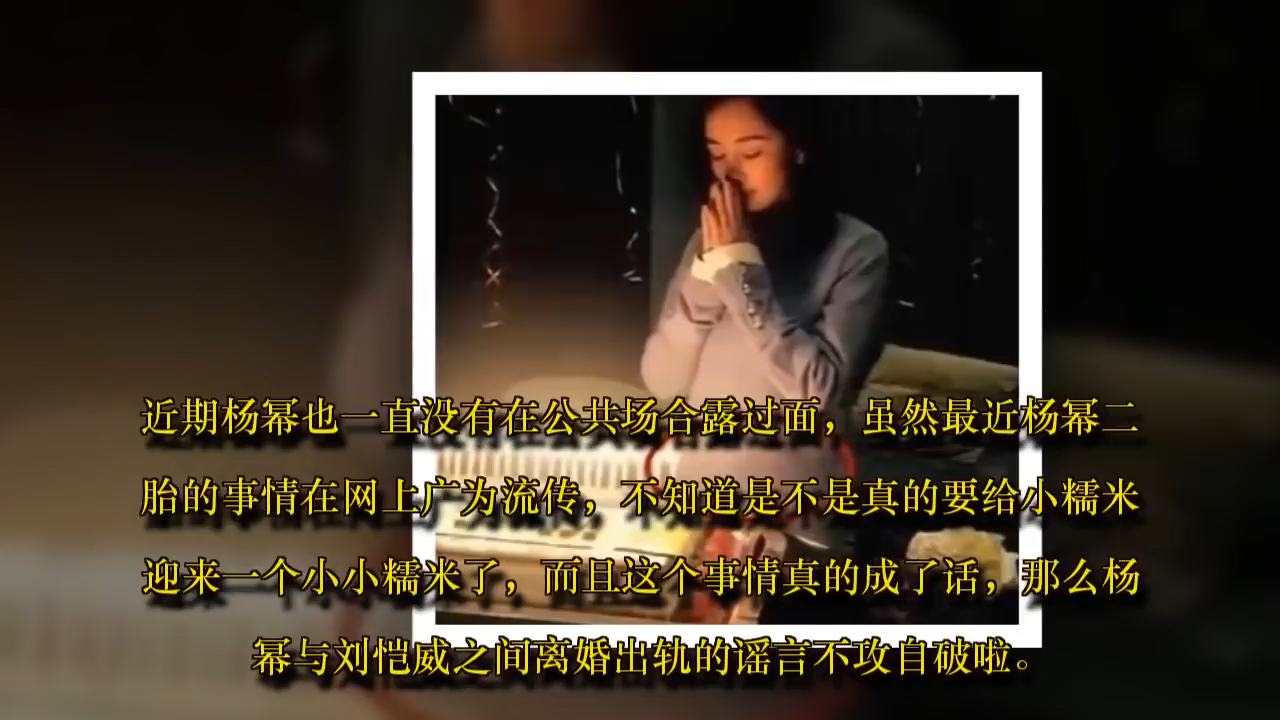 近期杨幂也一直没有在公共场合露过面，虽然最近杨幂二
胎的事情在网上广为流传，不知道是不是真的要给小糯米
迎来一个小小糯米了，而且这个事情真的成了话，那么杨
幂与刘恺威之间离婚出轨的谣言不攻自破啦。